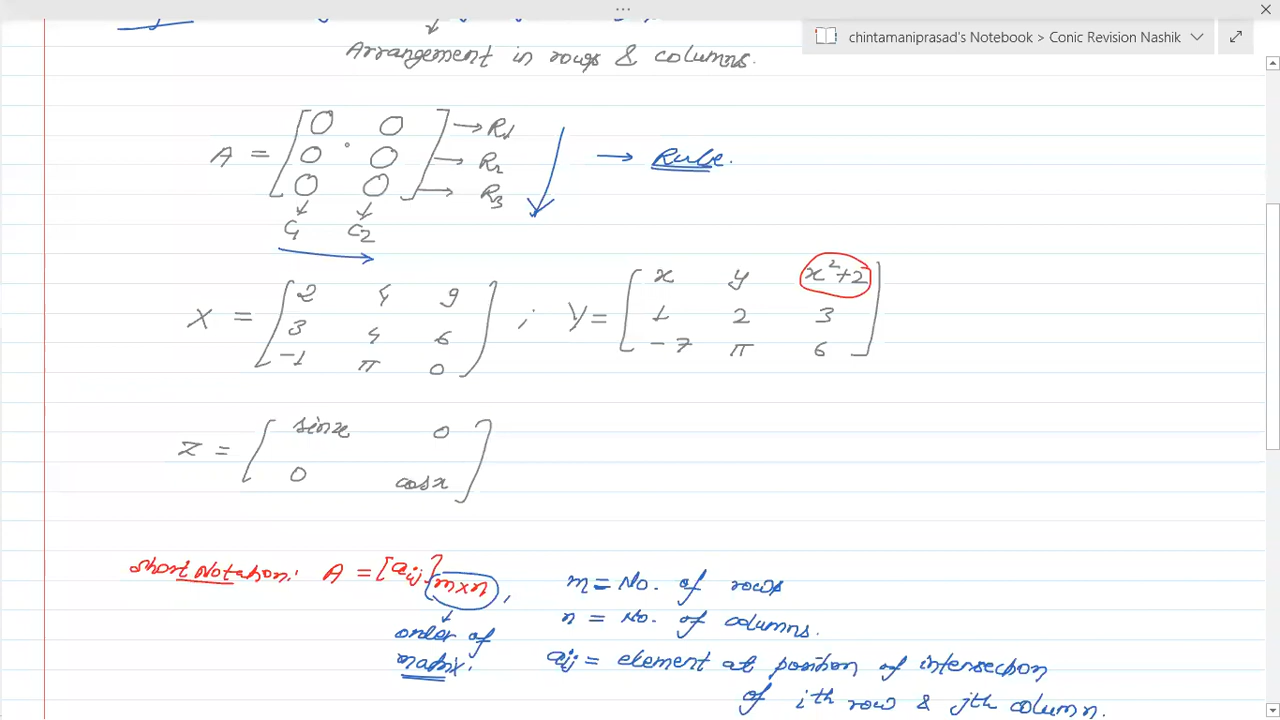 chintamaniprasad's Notebook > Conic Revision Nashik
Arrangement in rows & columns.
A = [ 0 0 ] → R1
[ 0 0 ] → R2 → Rule.
[ 0 0 ] → R3
C1 C2
X = [ 2 4 9 ; 3 4 6 ; -1 π 0 ] ; Y = [ x y x²+2 ; 1 2 3 ; -7 π 6 ]
Z = [ sinx 0 ; 0 cosx ]
Short Notation: A = [aij]m×n, m = No. of rows
n = No. of columns.
order of matrix.
aij = element at position of intersection
of ith row & jth column.